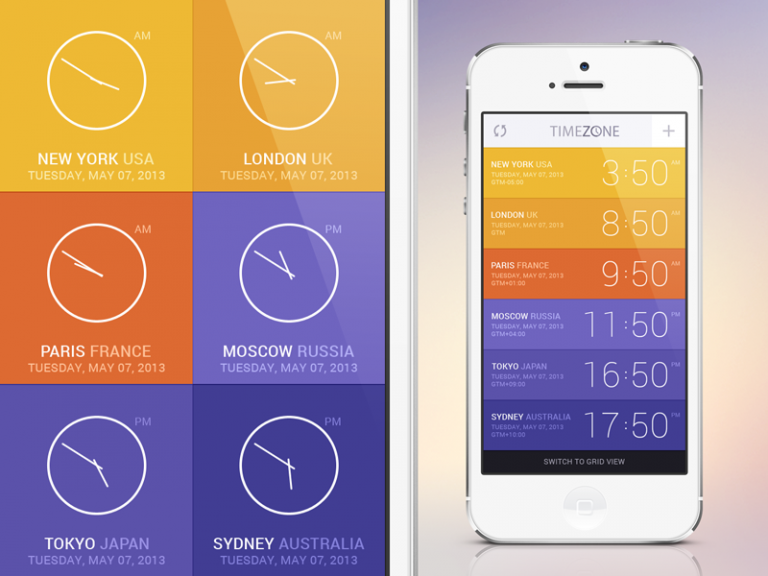 AM
AM
NEW YORK USA
TUESDAY, MAY 07, 2013
LONDON UK
TUESDAY, MAY 07, 2013
AM
PM
PARIS FRANCE
TUESDAY, MAY 07, 2013
MOSCOW RUSSIA
TUESDAY, MAY 07, 2013
PM
PM
TOKYO JAPAN
TUESDAY, MAY 07, 2013
SYDNEY AUSTRALIA
TUESDAY, MAY 07, 2013
TIMEZONE
+
NEW YORK USA
TUESDAY, MAY 07, 2013
GTM-05:00
3:50 AM
LONDON UK
TUESDAY, MAY 07, 2013
GTM
8:50 AM
PARIS FRANCE
TUESDAY, MAY 07, 2013
GTM+01:00
9:50 AM
MOSCOW RUSSIA
TUESDAY, MAY 07, 2013
GTM+04:00
11:50 PM
TOKYO JAPAN
TUESDAY, MAY 07, 2013
GTM+09:00
16:50 PM
SYDNEY AUSTRALIA
TUESDAY, MAY 07, 2013
GTM+10:00
17:50 PM
SWITCH TO GRID VIEW